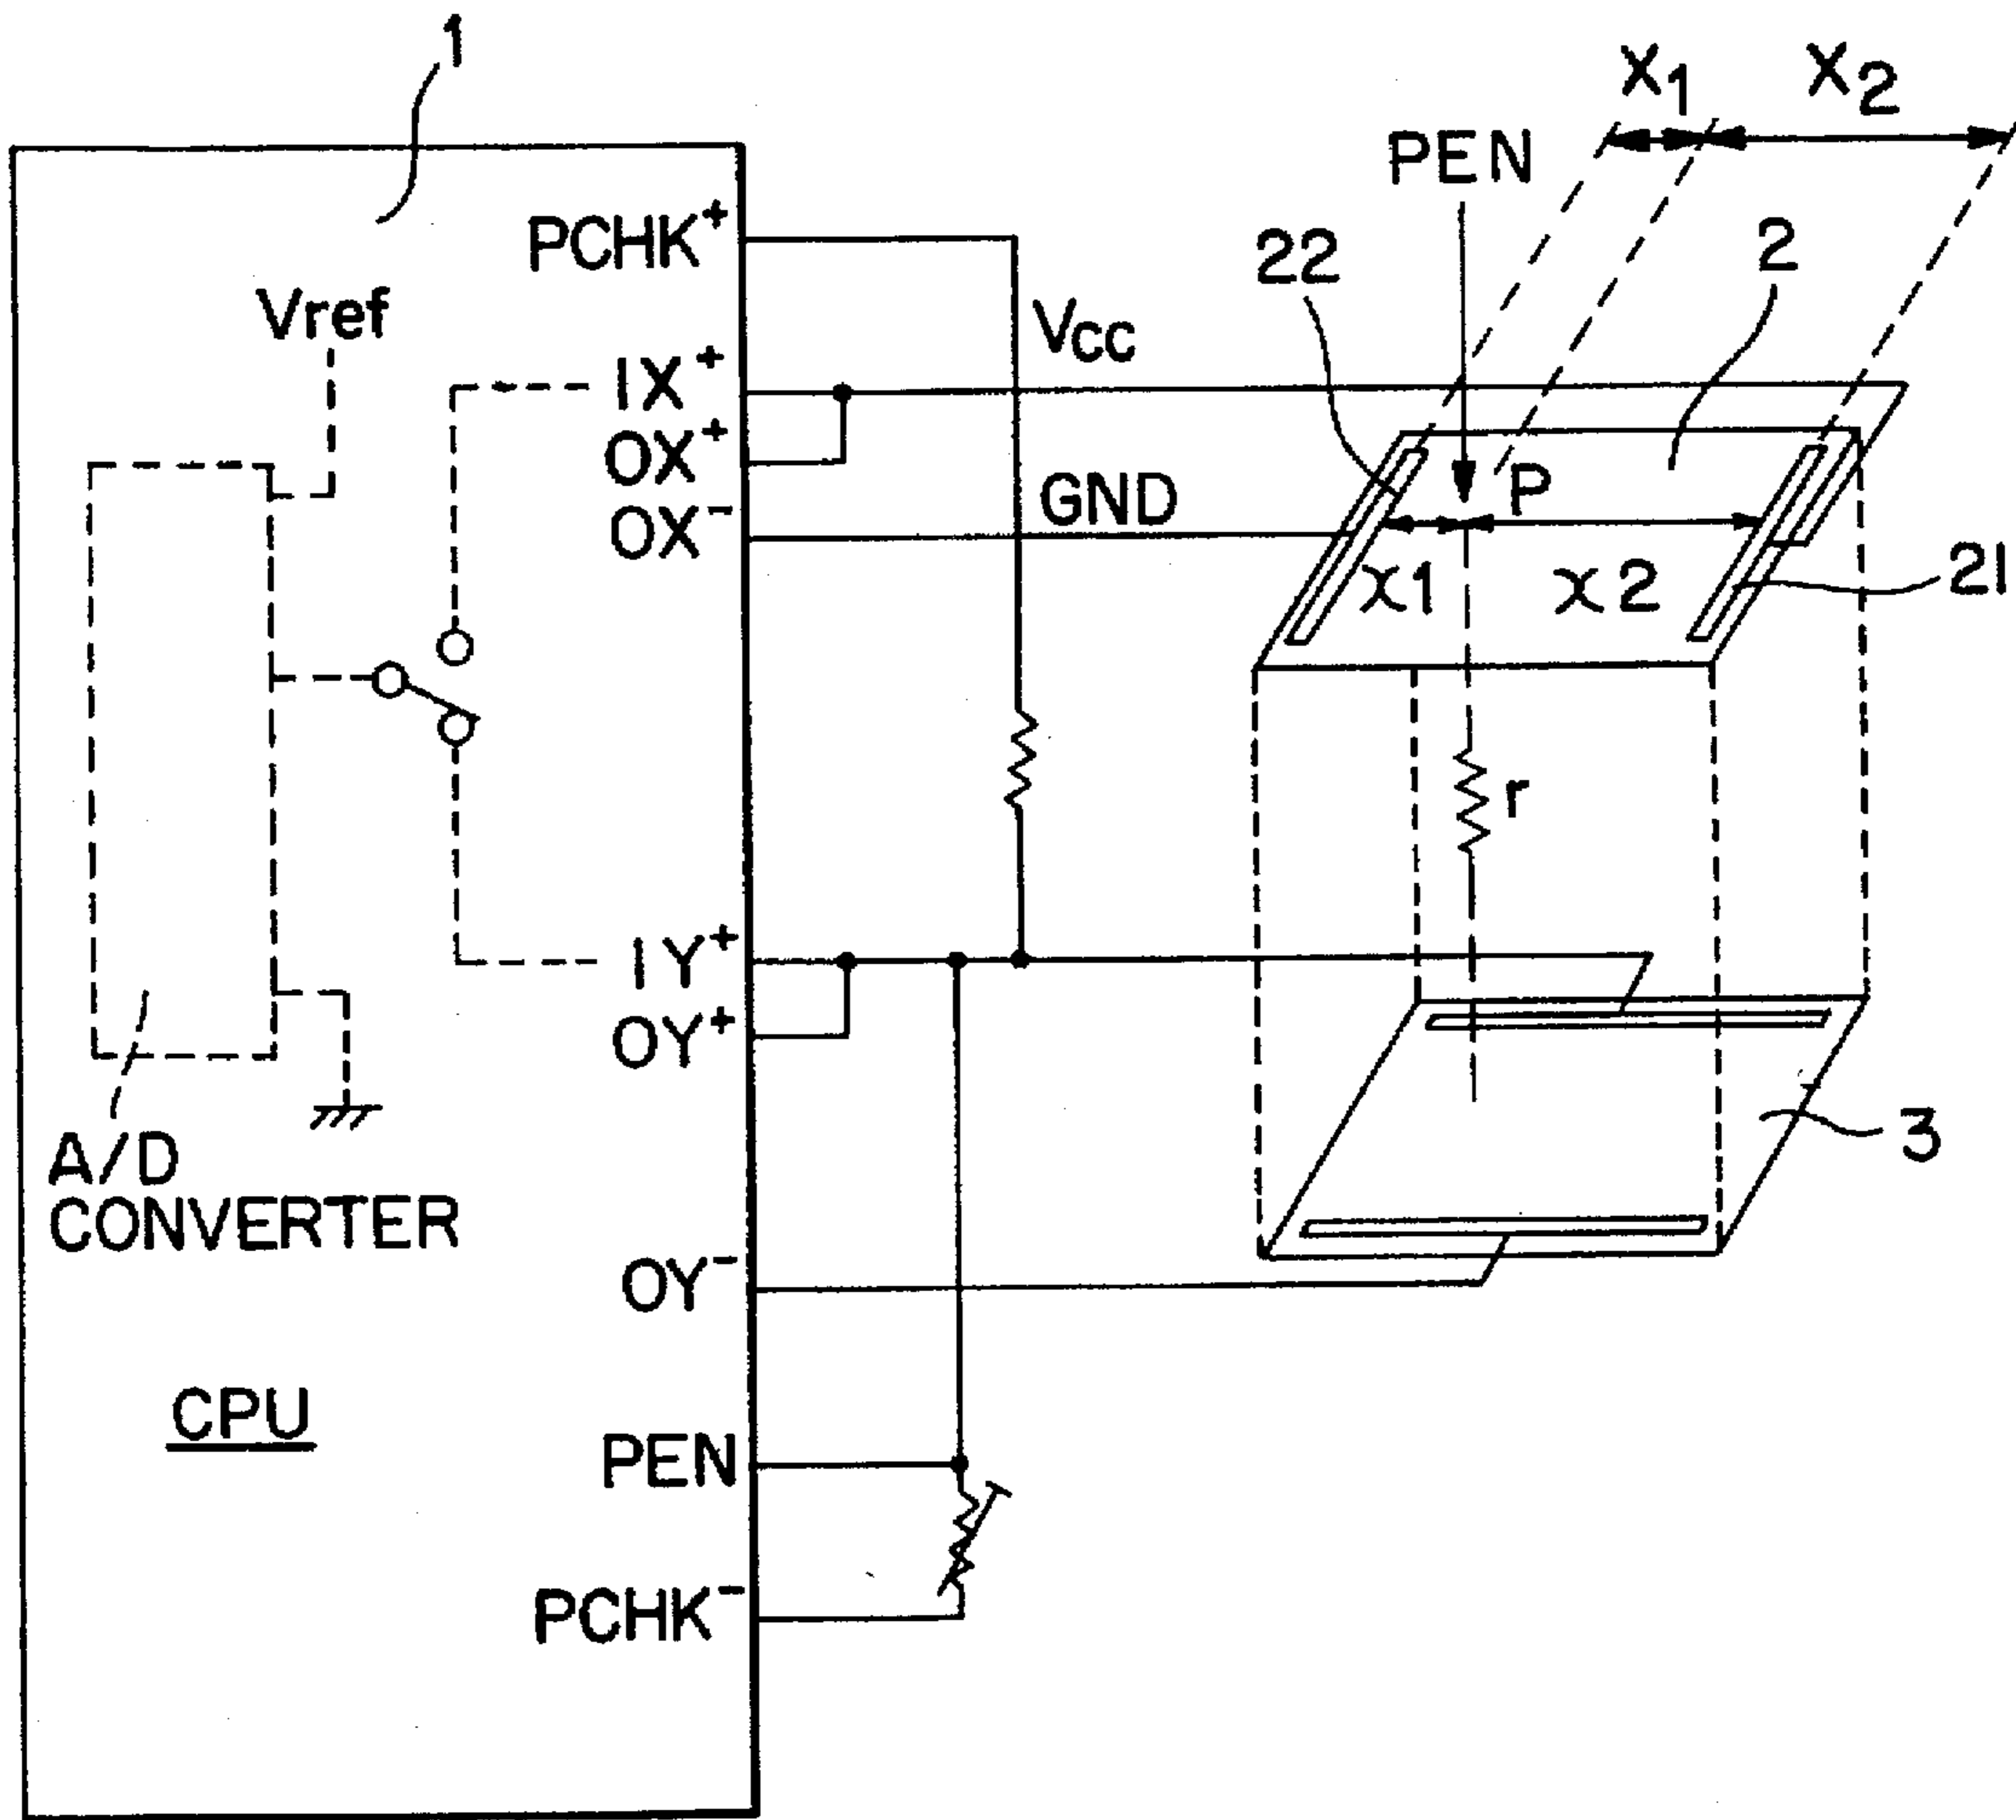 1
X1
X2
PEN
PCHK+
22
2
Vref
Vcc
IX+
OX+
GND
P
OX-
21
x1
x2
r
IY+
OY+
3
A/D
CONVERTER
OY-
CPU
PEN
PCHK-